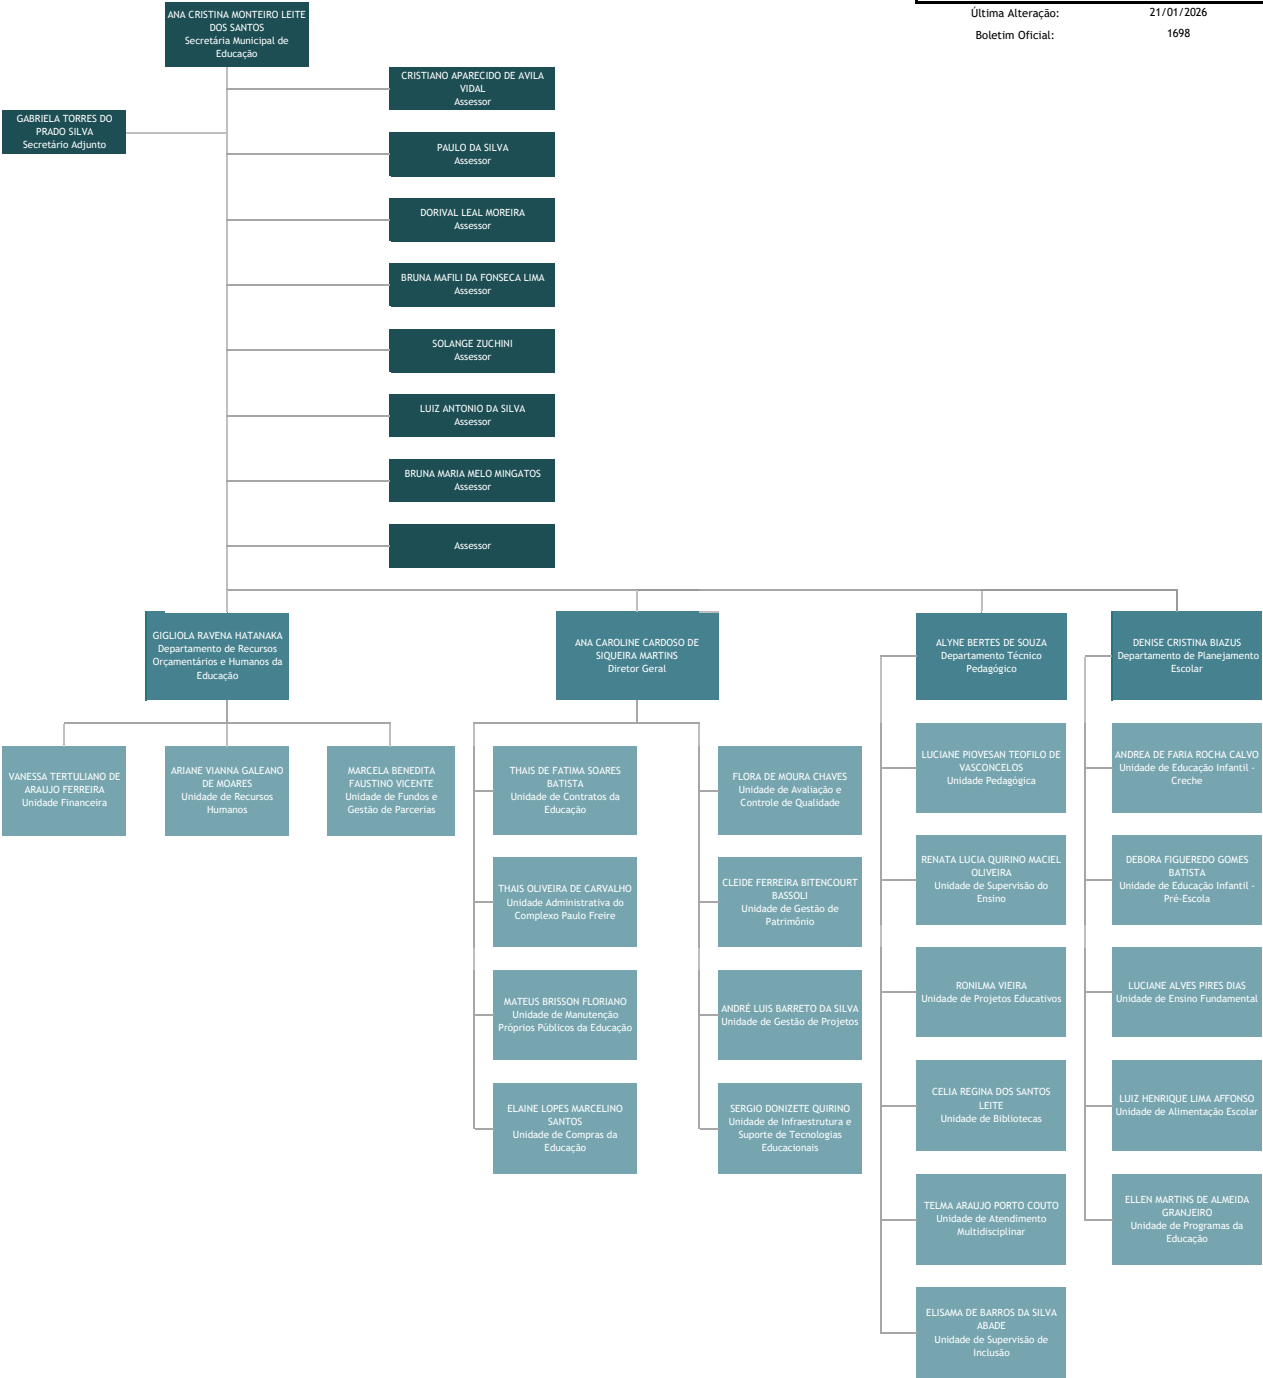 ANA CRISTINA MONTEIRO LEITE
DOS SANTOS
Secretária Municipal de
Educação
Última Alteração: 21/01/2026
Boletim Oficial: 1698
CRISTIANO APARECIDO DE AVILA
VIDAL
Assessor
GABRIELA TORRES DO
PRADO SILVA
Secretário Adjunto
PAULO DA SILVA
Assessor
DORIVAL LEAL MOREIRA
Assessor
BRUNA MAFILI DA FONSECA LIMA
Assessor
SOLANGE ZUCHINI
Assessor
LUIZ ANTONIO DA SILVA
Assessor
BRUNA MARIA MELO MINGATOS
Assessor
Assessor
GIGLIOLA RAVENA HATANAKA
Departamento de Recursos
Orçamentários e Humanos da
Educação
ANA CAROLINE CARDOSO DE
SIQUEIRA MARTINS
Diretor Geral
ALYNE BERTES DE SOUZA
Departamento Técnico
Pedagógico
DENISE CRISTINA BIAZUS
Departamento de Planejamento
Escolar
VANESSA TERTULIANO DE
ARAUJO FERREIRA
Unidade Financeira
ARIANE VIANNA GALEANO
DE MOARES
Unidade de Recursos
Humanos
MARCELA BENEDITA
FAUSTINO VICENTE
Unidade de Fundos e
Gestão de Parcerias
THAIS DE FATIMA SOARES
BATISTA
Unidade de Contratos da
Educação
FLORA DE MOURA CHAVES
Unidade de Avaliação e
Controle de Qualidade
LUCIANE PIOVESAN TEOFILO DE
VASCONCELOS
Unidade Pedagógica
ANDREA DE FARIA ROCHA CALVO
Unidade de Educação Infantil -
Creche
THAIS OLIVEIRA DE CARVALHO
Unidade Administrativa do
Complexo Paulo Freire
CLEIDE FERREIRA BITENCOURT
BASSOLI
Unidade de Gestão de
Patrimônio
RENATA LUCIA QUIRINO MACIEL
OLIVEIRA
Unidade de Supervisão do
Ensino
DEBORA FIGUEREDO GOMES
BATISTA
Unidade de Educação Infantil -
Pré-Escola
MATEUS BRISSON FLORIANO
Unidade de Manutenção
Próprios Públicos da Educação
ANDRÉ LUIS BARRETO DA SILVA
Unidade de Gestão de Projetos
RONILMA VIEIRA
Unidade de Projetos Educativos
LUCIANE ALVES PIRES DIAS
Unidade de Ensino Fundamental
ELAINE LOPES MARCELINO
SANTOS
Unidade de Compras da
Educação
SERGIO DONIZETE QUIRINO
Unidade de Infraestrutura e
Suporte de Tecnologias
Educacionais
CELIA REGINA DOS SANTOS
LEITE
Unidade de Bibliotecas
LUIZ HENRIQUE LIMA AFFONSO
Unidade de Alimentação Escolar
TELMA ARAUJO PORTO COUTO
Unidade de Atendimento
Multidisciplinar
ELLEN MARTINS DE ALMEIDA
GRANJEIRO
Unidade de Programas da
Educação
ELISAMA DE BARROS DA SILVA
ABADE
Unidade de Supervisão de
Inclusão